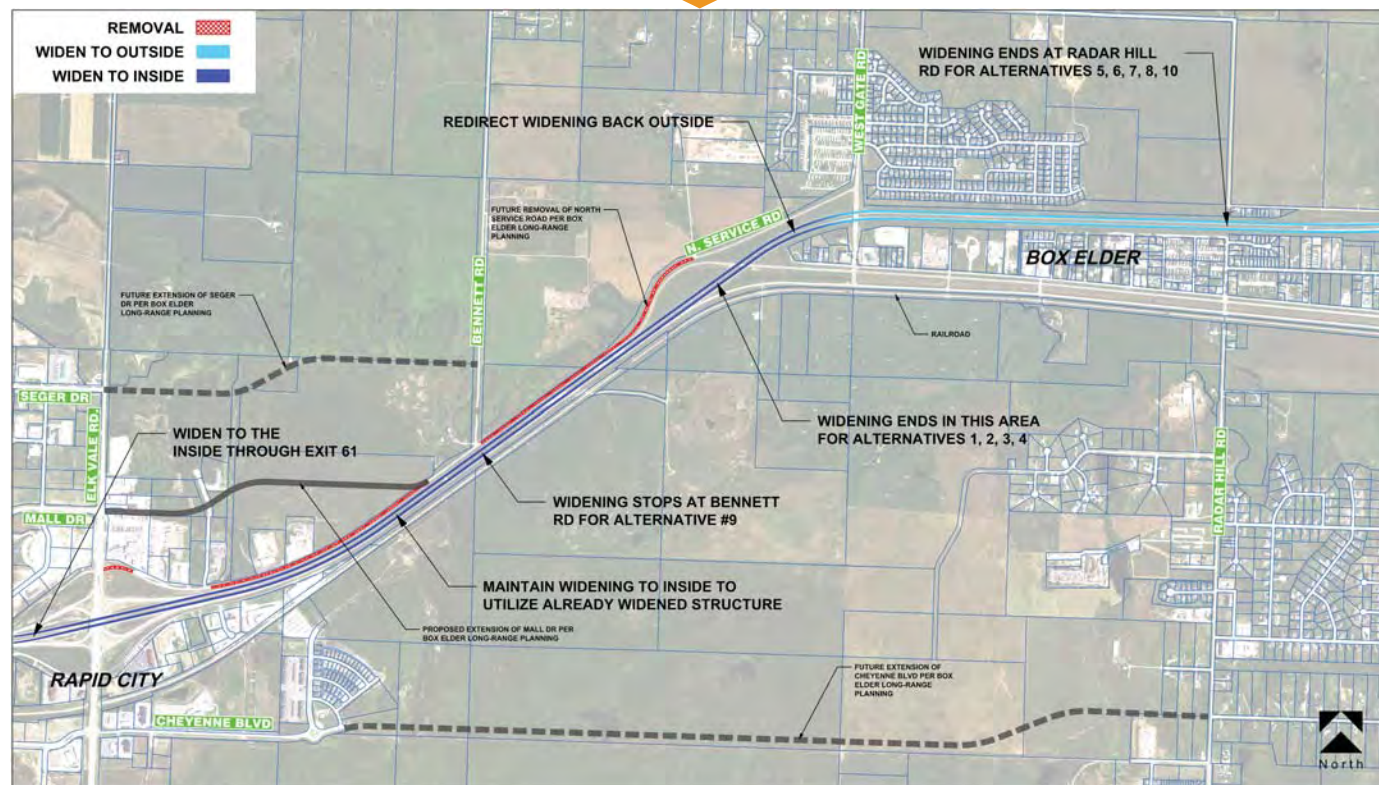 REMOVAL
WIDEN TO OUTSIDE
WIDEN TO INSIDE
WIDENING ENDS AT RADAR HILL
RD FOR ALTERNATIVES 5, 6, 7, 8, 10
REDIRECT WIDENING BACK OUTSIDE
WEST GATE RD
FUTURE REMOVAL OF NORTH
SERVICE ROAD PER BOX
ELDER LONG-RANGE
PLANNING
N. SERVICE RD
BOX ELDER
BENNETT RD
FUTURE EXTENSION OF SEGER
DR PER BOX ELDER
LONG-RANGE PLANNING
RAILROAD
SEGER DR
ELK VALE RD.
WIDEN TO THE
INSIDE THROUGH EXIT 61
WIDENING ENDS IN THIS AREA
FOR ALTERNATIVES 1, 2, 3, 4
RADAR HILL RD
MALL DR
WIDENING STOPS AT BENNETT
RD FOR ALTERNATIVE #9
MAINTAIN WIDENING TO INSIDE TO
UTILIZE ALREADY WIDENED STRUCTURE
PROPOSED EXTENSION OF MALL DR PER
BOX ELDER LONG-RANGE PLANNING
RAPID CITY
FUTURE EXTENSION OF
CHEYENNE BLVD PER BOX
ELDER LONG-RANGE
PLANNING
CHEYENNE BLVD
North